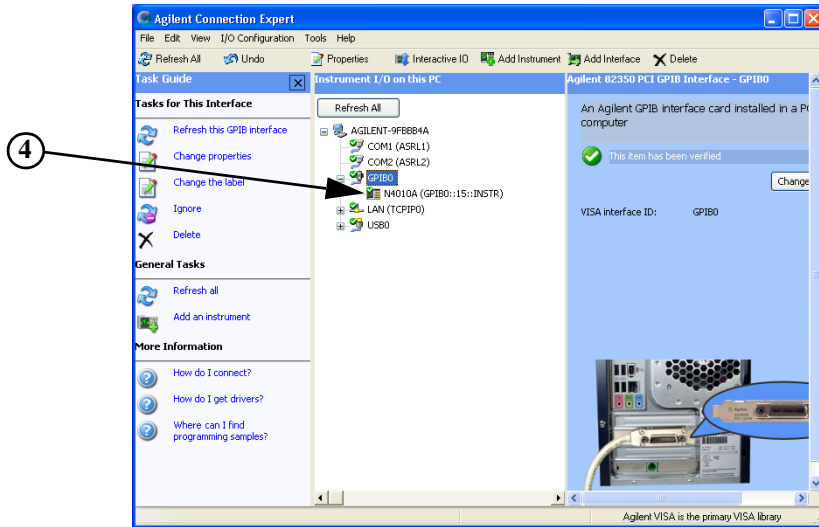 Agilent Connection Expert
File Edit View I/O Configuration Tools Help
Refresh All Undo Properties Interactive IO Add Instrument Add Interface Delete
Task Guide
Tasks for This Interface
Refresh this GPIB interface
Change properties
Change the label
Ignore
Delete
General Tasks
Refresh all
Add an instrument
More Information
How do I connect?
How do I get drivers?
Where can I find
programming samples?
4
Instrument I/O on this PC
Refresh All
AGILENT-9FBBB4A
COM1 (ASRL1)
COM2 (ASRL2)
GPIB0
N4010A (GPIB0::15::INSTR)
LAN (TCPIP0)
USB0
Agilent 82350 PCI GPIB Interface - GPIB0
An Agilent GPIB interface card installed in a PC
computer
This item has been verified
Change
VISA interface ID: GPIB0
Agilent
Agilent VISA is the primary VISA library